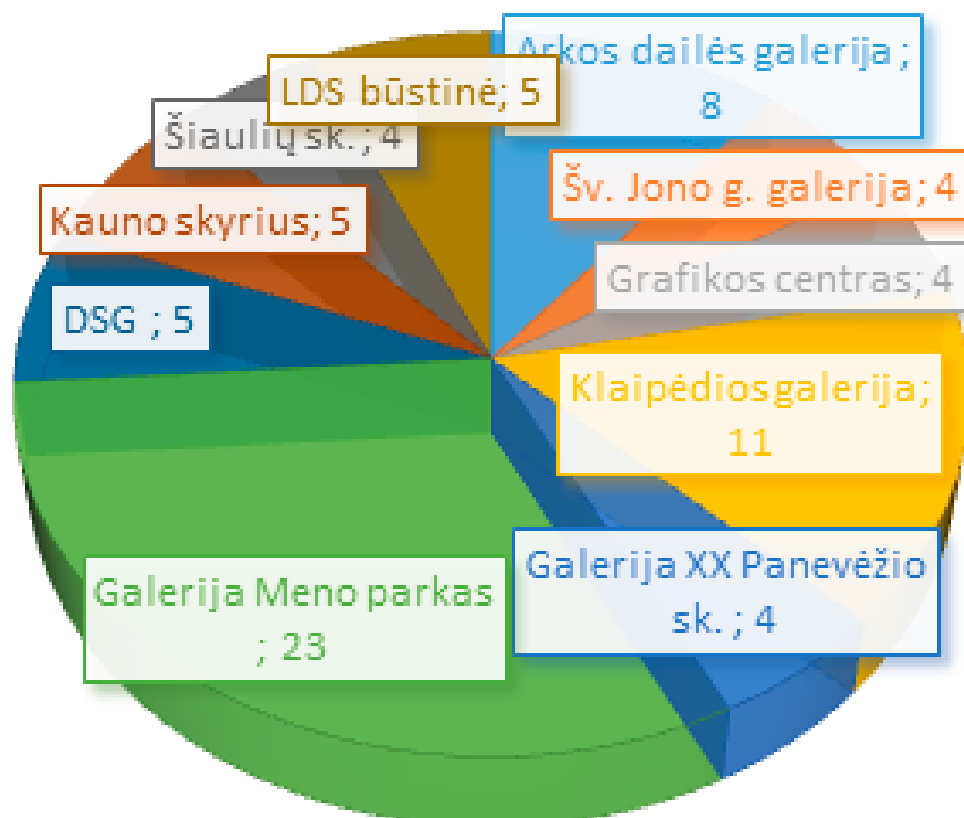 LDS būstinė; 5
Arkos dailės galerija ;
8
Šiaulių sk. ; 4
Šv. Jono g. galerija; 4
Kauno skyrius; 5
Grafikos centras; 4
DSG ; 5
Klaipėdios galerija;
11
Galerija XX Panevėžio
sk. ; 4
Galerija Meno parkas
; 23